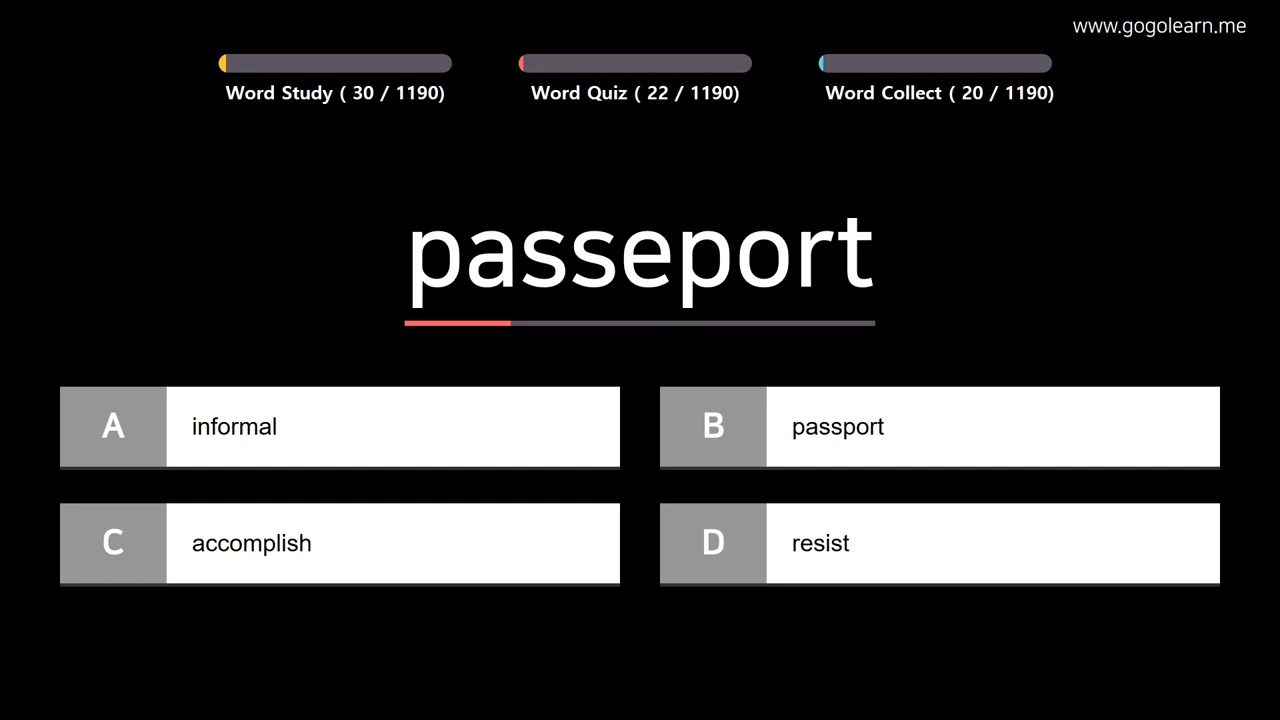 www.gogolearn.me
Word Study ( 30 / 1190)
Word Quiz ( 22 / 1190)
Word Collect ( 20 / 1190)
passeport
A informal
B passport
C accomplish
D resist